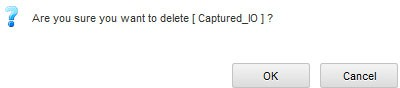 Are you sure you want to delete [ Captured_IO ] ?
OK
Cancel